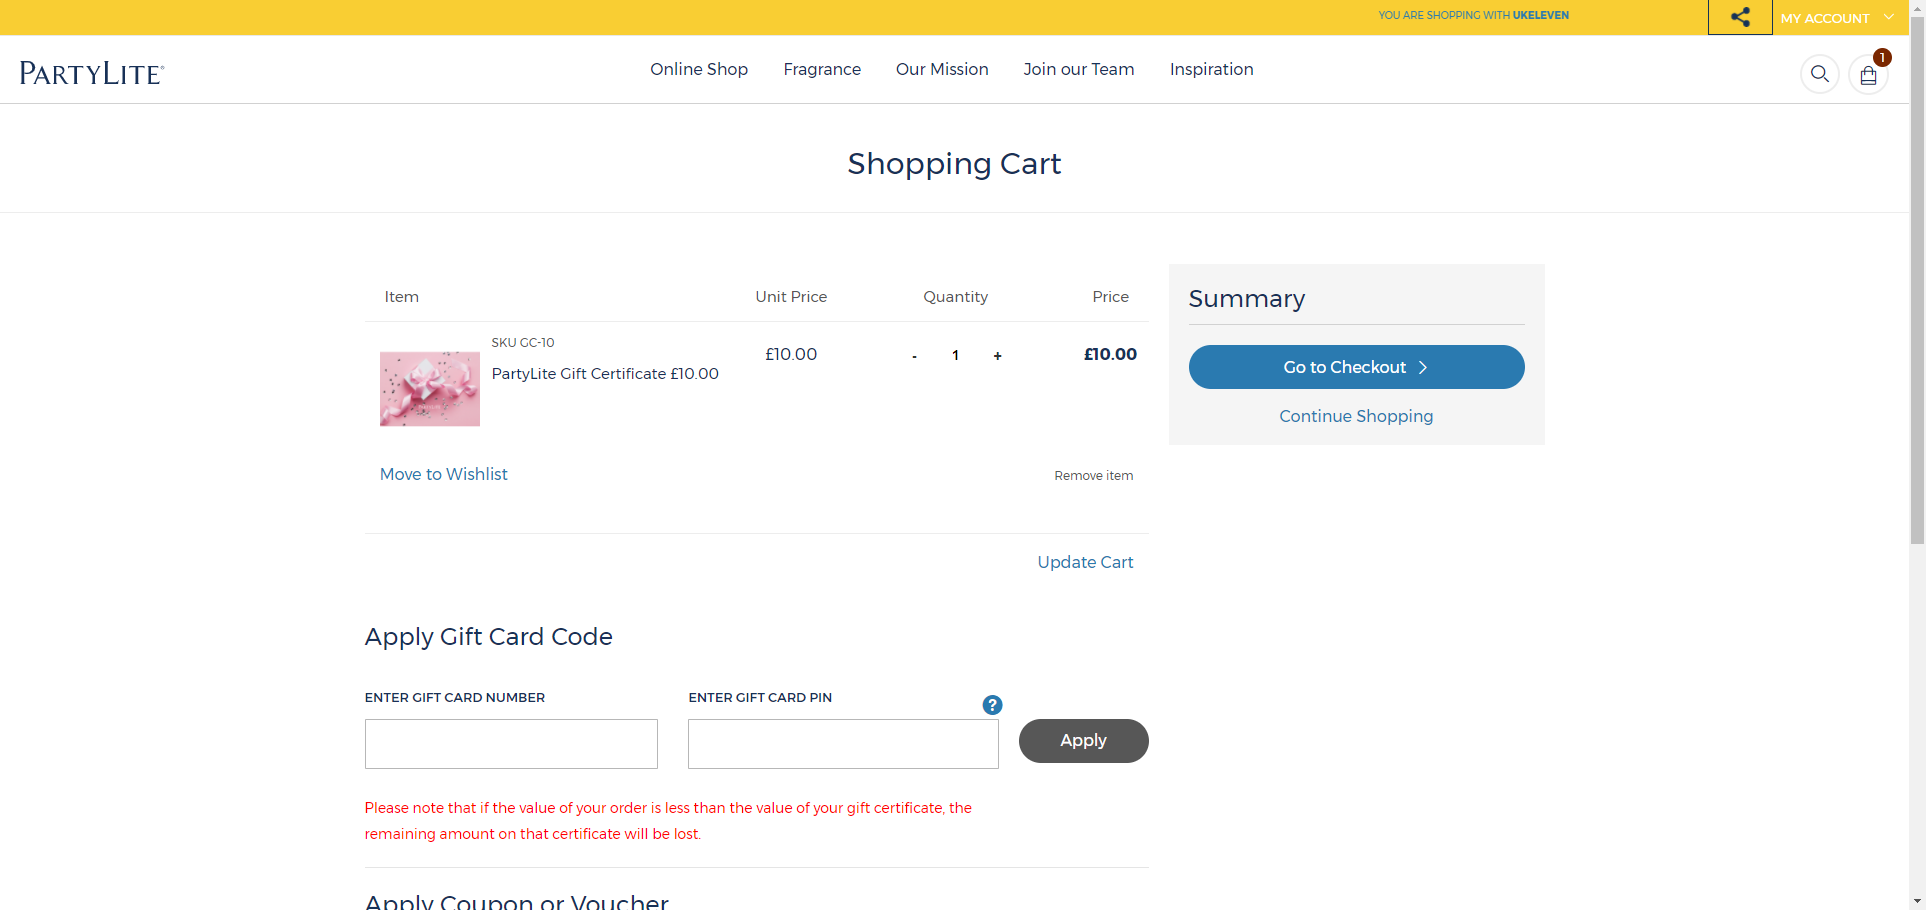 YOU ARE SHOPPING WITH UKELEVEN
MY ACCOUNT
PARTYLITE®
Online Shop
Fragrance
Our Mission
Join our Team
Inspiration
1
Shopping Cart
Item
Unit Price
Quantity
Price
SKU GC-10
PartyLite Gift Certificate £10.00
£10.00
- 1 +
£10.00
Move to Wishlist
Remove item
Update Cart
Summary
Go to Checkout
Continue Shopping
Apply Gift Card Code
ENTER GIFT CARD NUMBER
ENTER GIFT CARD PIN
?
Apply
Please note that if the value of your order is less than the value of your gift certificate, the
remaining amount on that certificate will be lost.
Apply Coupon or Voucher